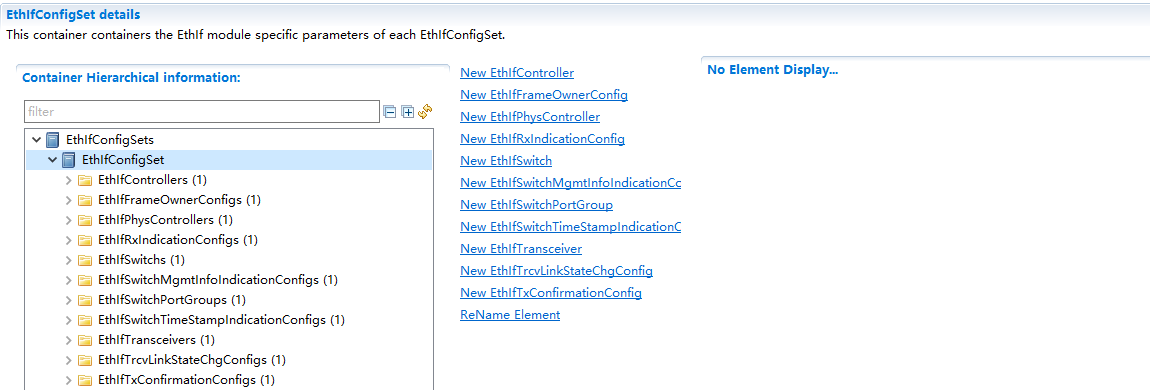 EthIfConfigSet details
This container containers the EthIf module specific parameters of each EthIfConfigSet.
Container Hierarchical information:
filter
EthIfConfigSets
EthIfConfigSet
EthIfControllers (1)
EthIfFrameOwnerConfigs (1)
EthIfPhysControllers (1)
EthIfRxIndicationConfigs (1)
EthIfSwitchs (1)
EthIfSwitchMgmtInfoIndicationConfigs (1)
EthIfSwitchPortGroups (1)
EthIfSwitchTimeStampIndicationConfigs (1)
EthIfTransceivers (1)
EthIfTrcvLinkStateChgConfigs (1)
EthIfTxConfirmationConfigs (1)
New EthIfController
New EthIfFrameOwnerConfig
New EthIfPhysController
New EthIfRxIndicationConfig
New EthIfSwitch
New EthIfSwitchMgmtInfoIndicationCc
New EthIfSwitchPortGroup
New EthIfSwitchTimeStampIndicationC
New EthIfTransceiver
New EthIfTrcvLinkStateChgConfig
New EthIfTxConfirmationConfig
ReName Element
No Element Display...